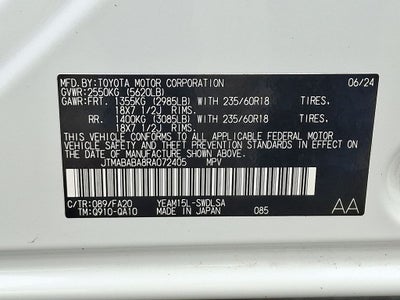 MFD.BY:TOYOTA MOTOR CORPORATION 06/24
GVWR:2550KG (5620LB)
GAWR:FRT. 1355KG (2985LB) WITH 235/60R18 TIRES.
18X7 1/2J RIMS.
RR. 1400KG (3085LB) WITH 235/60R18 TIRES.
18X7 1/2J RIMS.
THIS VEHICLE CONFORMS TO ALL APPLICABLE FEDERAL MOTOR
VEHICLE SAFETY, BUMPER, AND THEFT PREVENTION STANDARDS IN
EFFECT ON THE DATE OF MANUFACTURE SHOWN ABOVE.
JTMABABA8RA072405 MPV
C/TR:089/FA20 YEAM15L-SWDLSA
TM:Q910-QA10 MADE IN JAPAN 085 AA